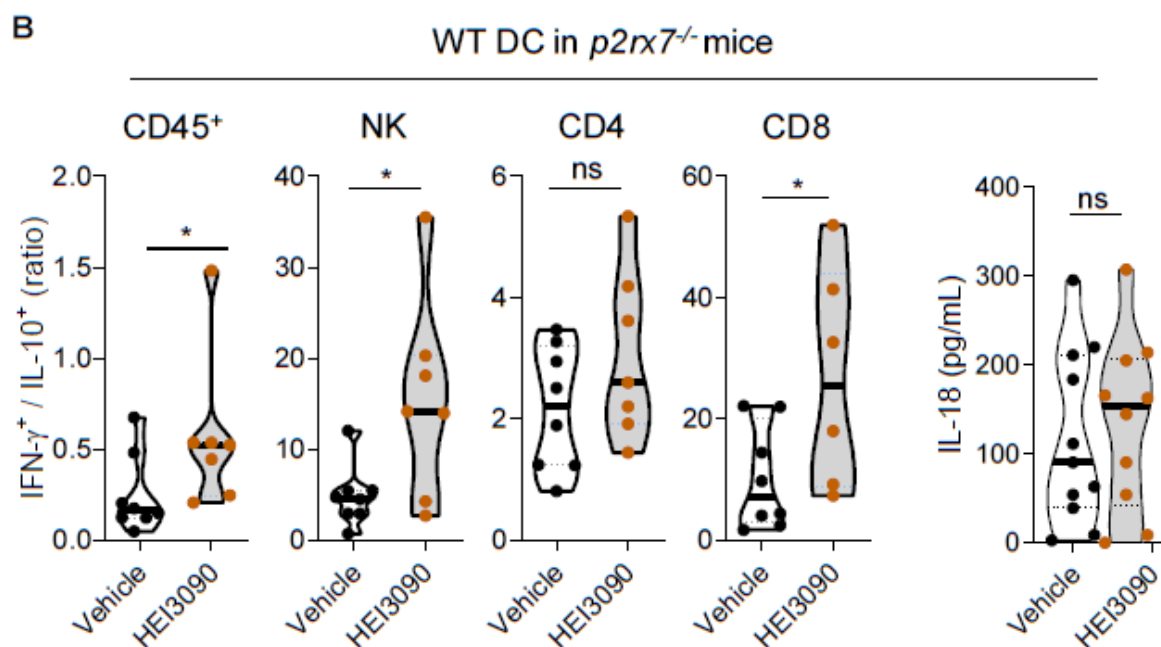 B
WT DC in p2rx7-/- mice
CD45+
NK
CD4
CD8
IFN-γ+ / IL-10+ (ratio)
2.0
1.5
1.0
0.5
0.0
*
Vehicle
HEI3090
40
30
20
10
0
*
Vehicle
HEI3090
6
4
2
0
ns
Vehicle
HEI3090
60
40
20
0
*
Vehicle
HEI3090
IL-18 (pg/mL)
400
300
200
100
0
ns
Vehicle
HEI3090